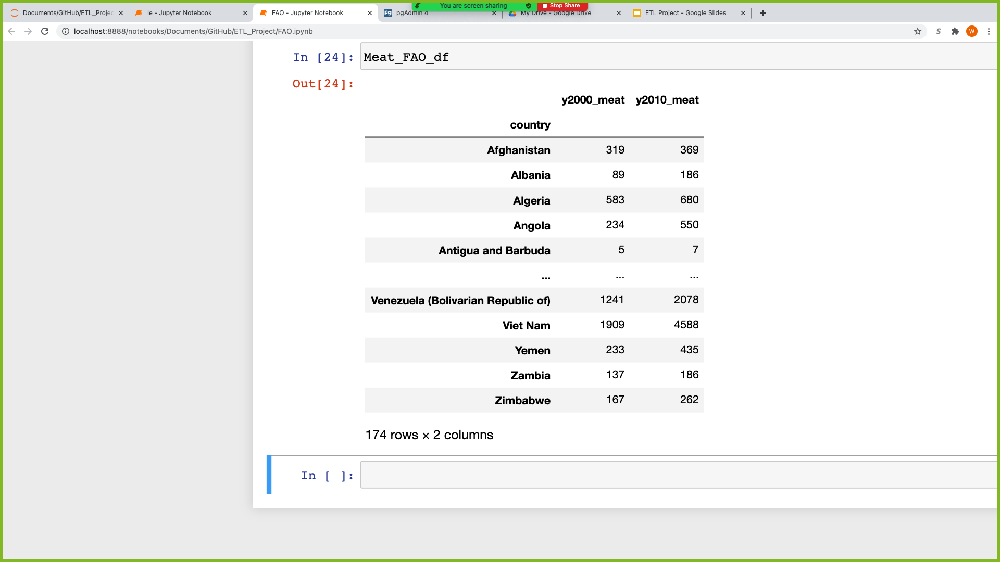 Documents/GitHub/ETL_Projec
le - Jupyter Notebook
FAO - Jupyter Notebook
pgAdmin 4
My Drive - Google Drive
ETL Project - Google Slides
You are screen sharing
Stop Share
localhost:8888/notebooks/Documents/GitHub/ETL_Project/FAO.ipynb
S
W
In [24]: Meat_FAO_df
Out[24]:
y2000_meat y2010_meat
country
Afghanistan 319 369
Albania 89 186
Algeria 583 680
Angola 234 550
Antigua and Barbuda 5 7
... ... ...
Venezuela (Bolivarian Republic of) 1241 2078
Viet Nam 1909 4588
Yemen 233 435
Zambia 137 186
Zimbabwe 167 262
174 rows × 2 columns
In [ ]: